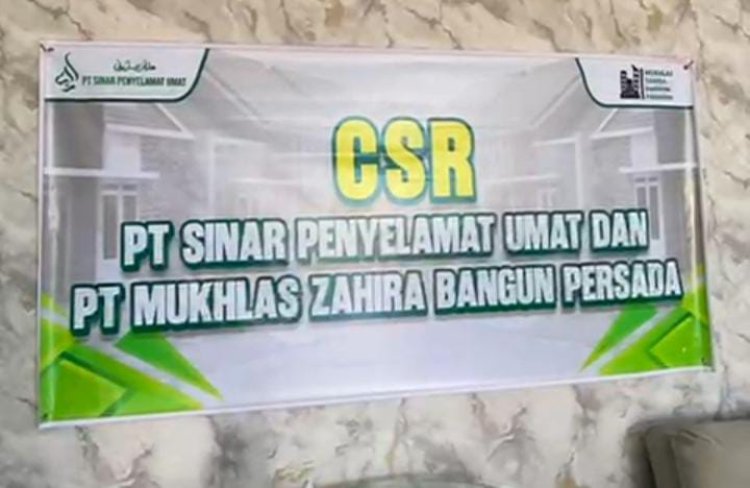 PT SINAR PENYELAMAT UMAT
CSR
PT SINAR PENYELAMAT UMAT DAN
PT MUKHLAS ZAHIRA BANGUN PERSADA